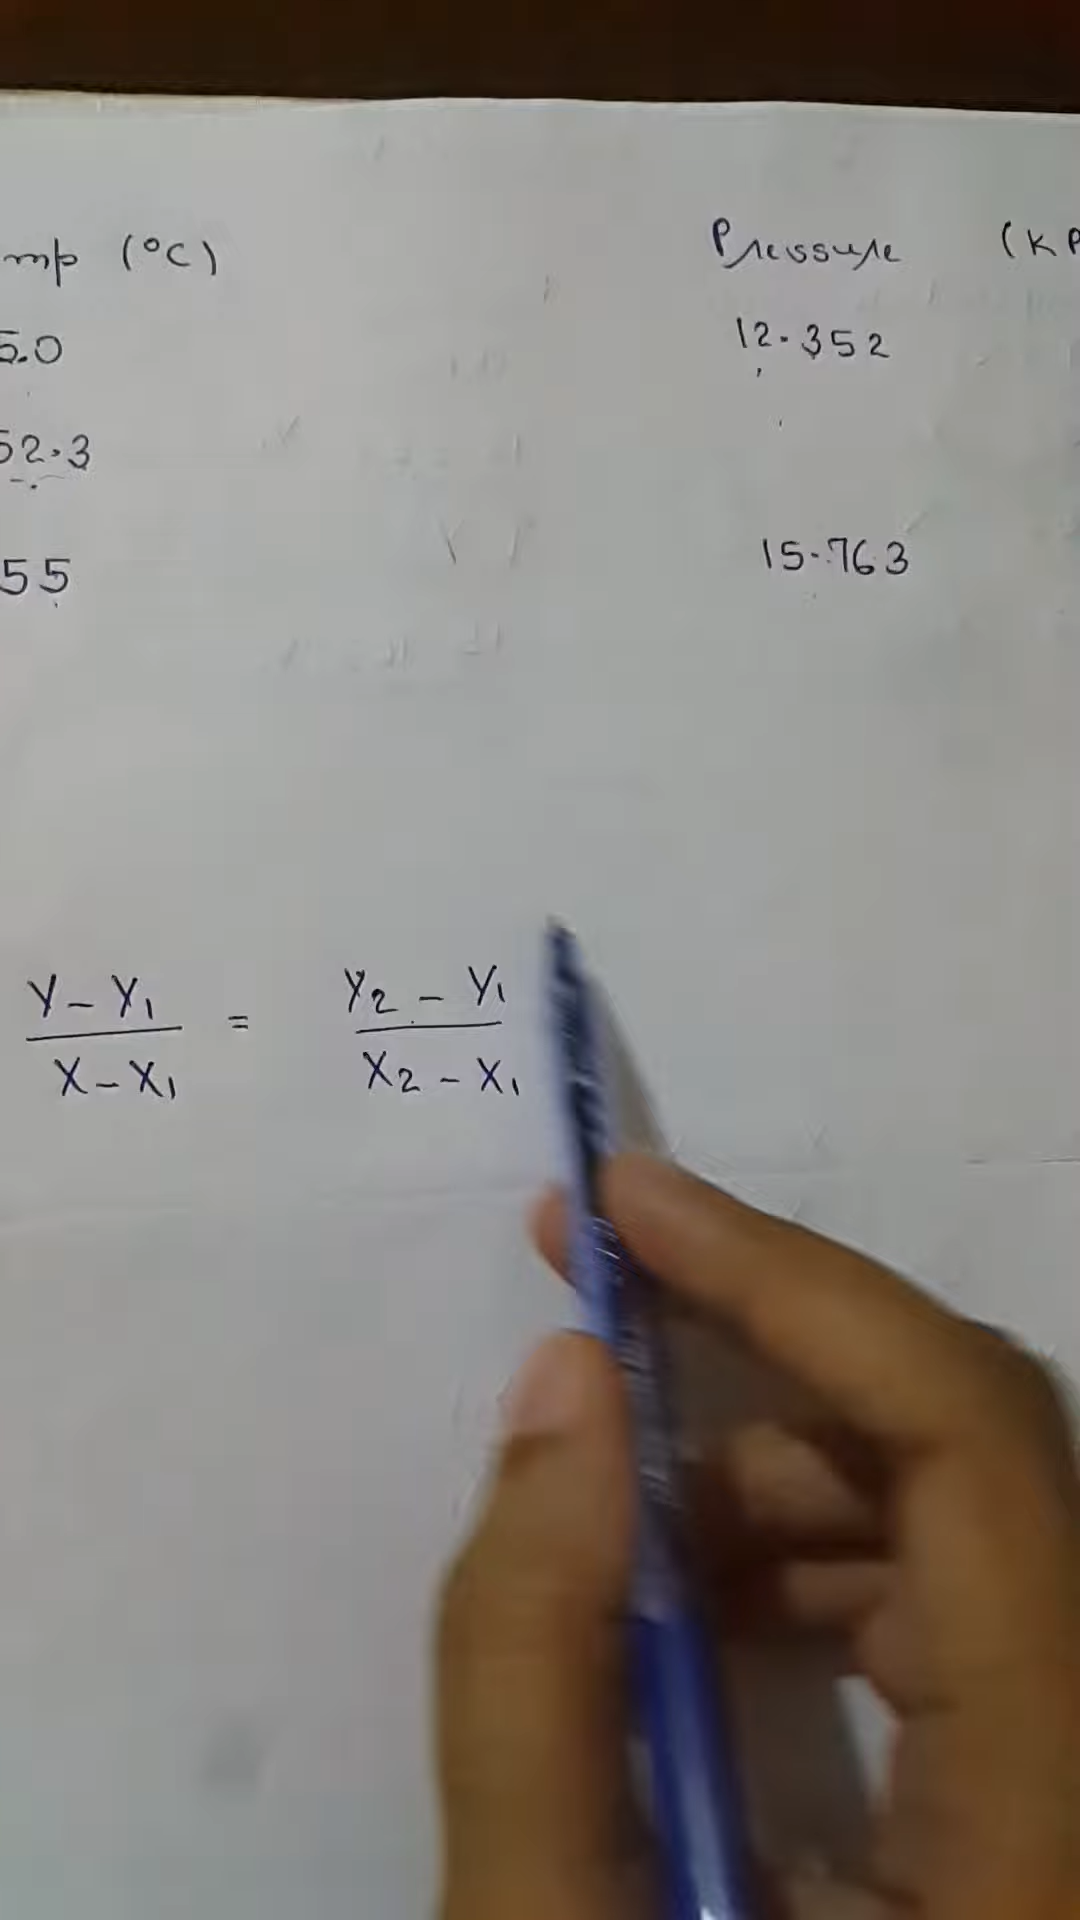 mp (°C) Pressure (KP
5.0 12.352
52.3
55 15.763
Y-Y1 = Y2-Y1
X-X1 X2-X1